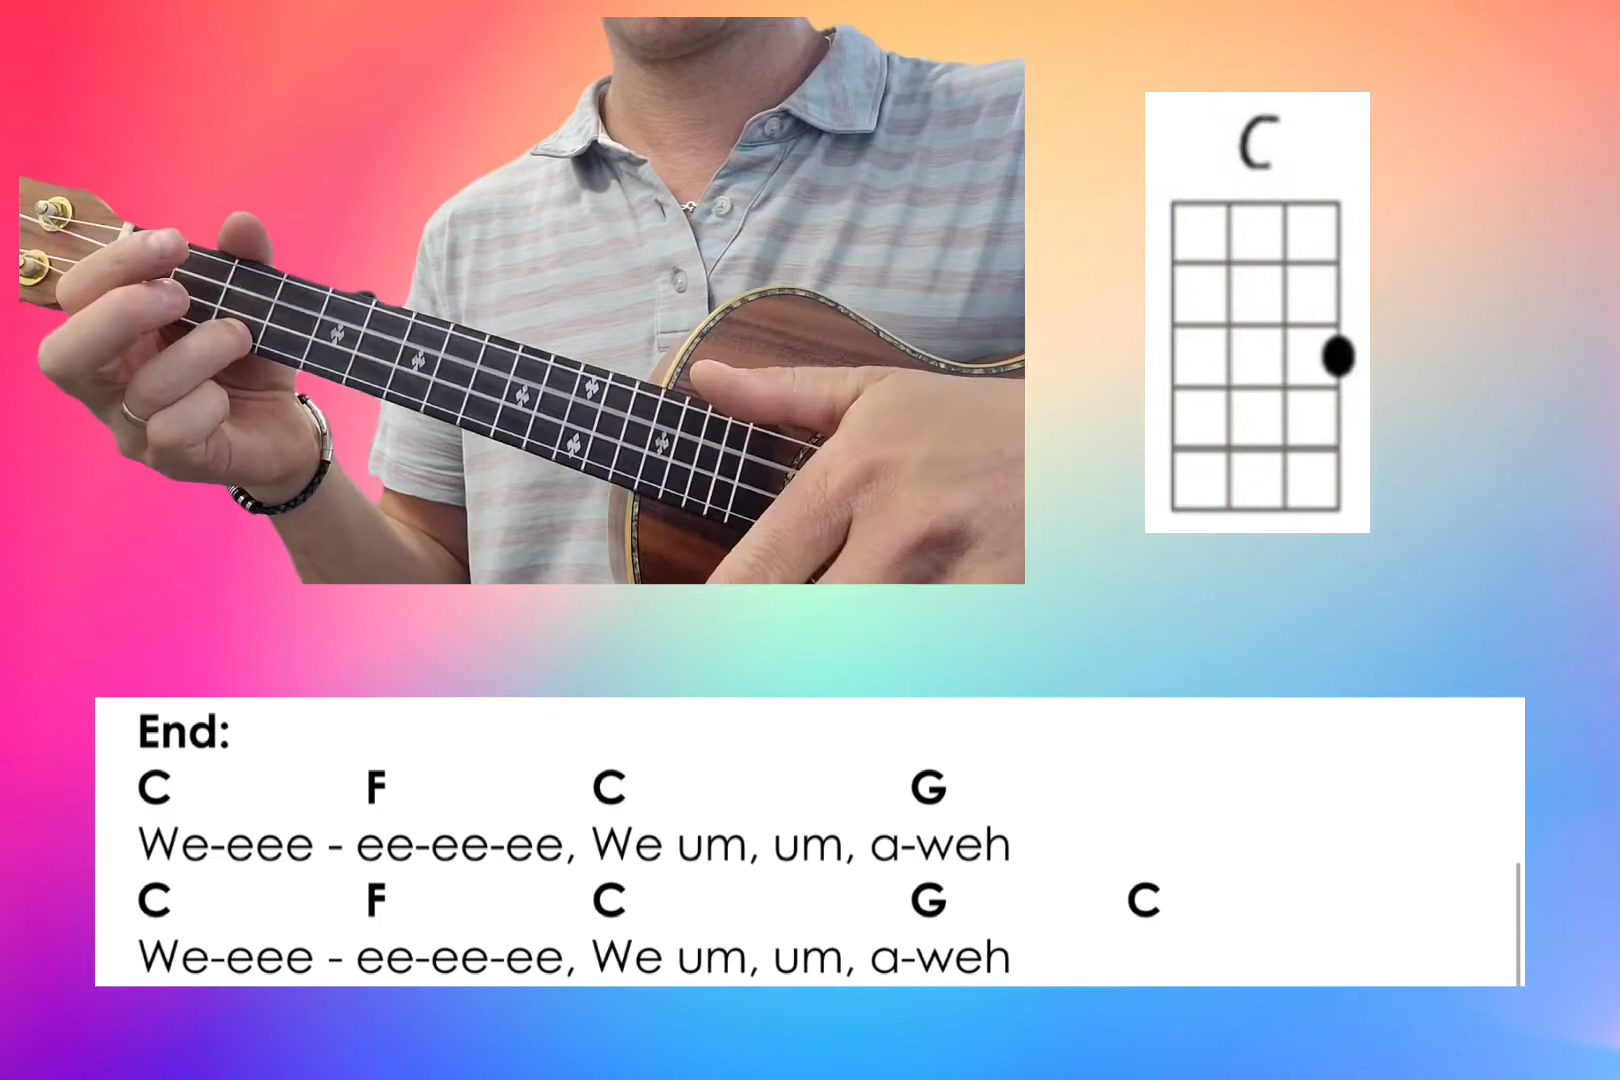 C
End:
C F C G
We-eee - ee-ee-ee, We um, um, a-weh
C F C G C
We-eee - ee-ee-ee, We um, um, a-weh